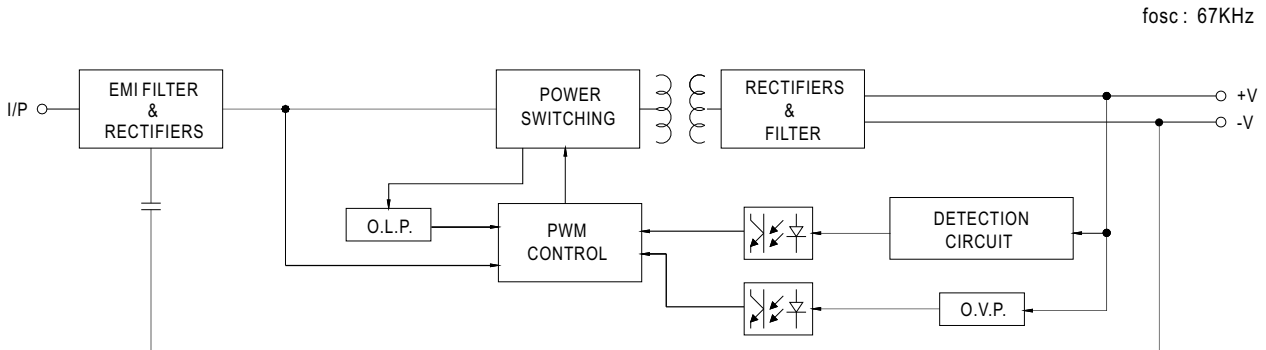 fosc : 67KHz
I/P
EMI FILTER
&
RECTIFIERS
POWER
SWITCHING
RECTIFIERS
&
FILTER
+V
-V
O.L.P.
PWM
CONTROL
DETECTION
CIRCUIT
O.V.P.